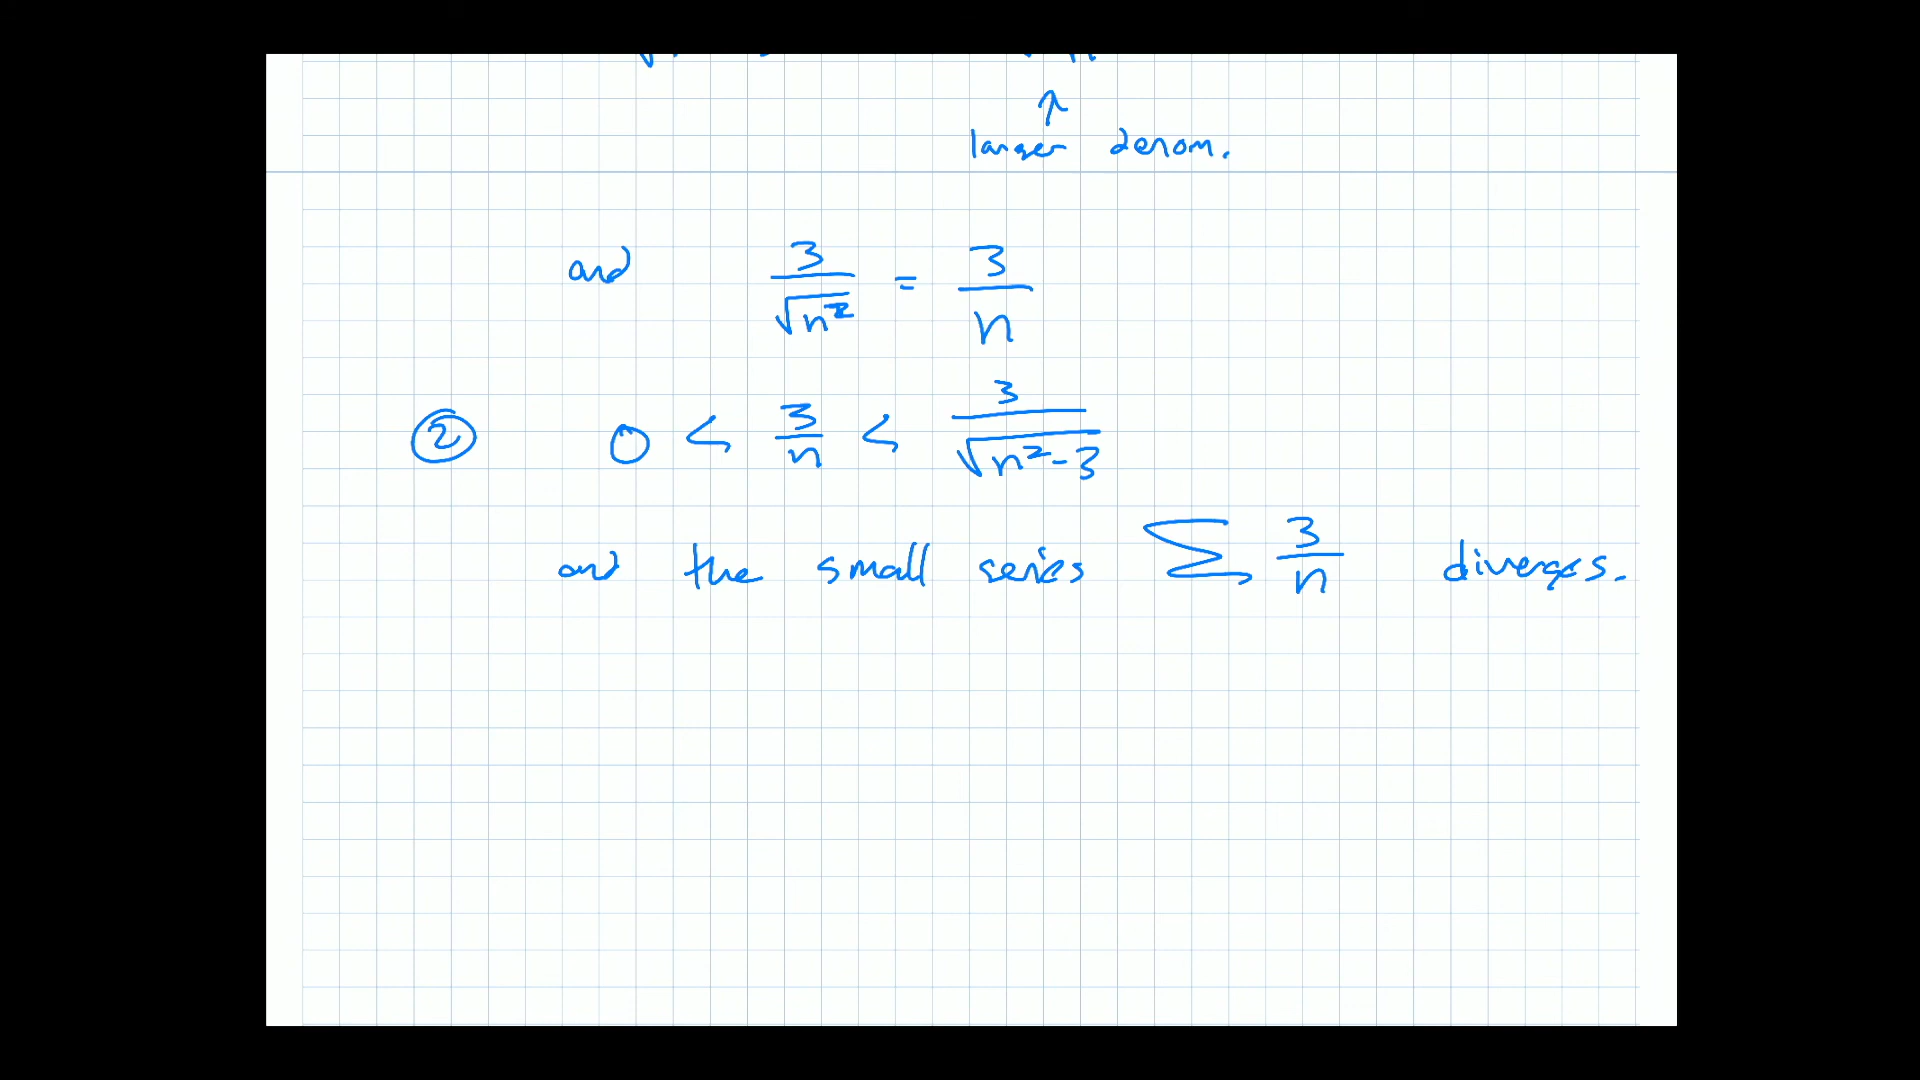 larger denom.
and 3/√n² = 3/n
② 0 < 3/n < 3/√(n²-3)
and the small series Σ 3/n diverges.